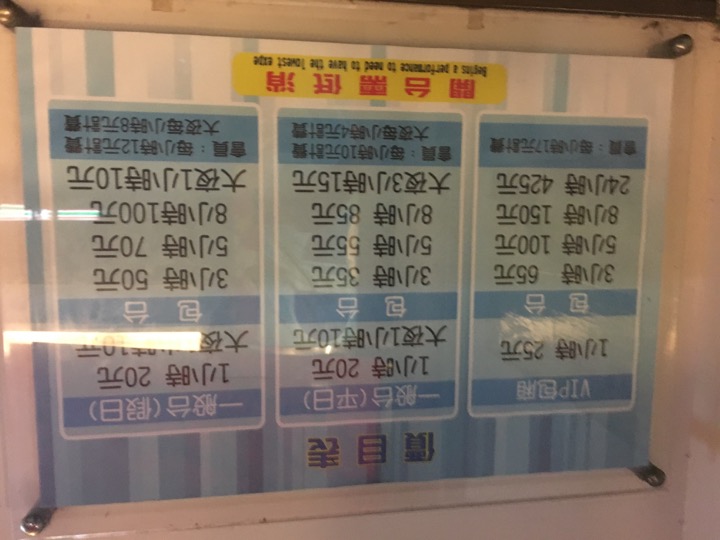 價目表
VIP包廂
1小時 25元
包台
3小時 65元
5小時 100元
8小時 150元
24小時 425元
會員：每小時17元計費
一般台(平日)
1小時 20元
大夜1小時10元
包台
3小時 35元
5小時 55元
8小時 85元
大夜3小時15元
會員：每小時10元計費
大夜每小時4元計費
一般台(假日)
1小時 20元
大夜1小時10元
包台
3小時 50元
5小時 70元
8小時100元
大夜1小時10元
會員：每小時12元計費
大夜每小時8元計費
開台需低消
Begins a performance to need to have the lowest expe